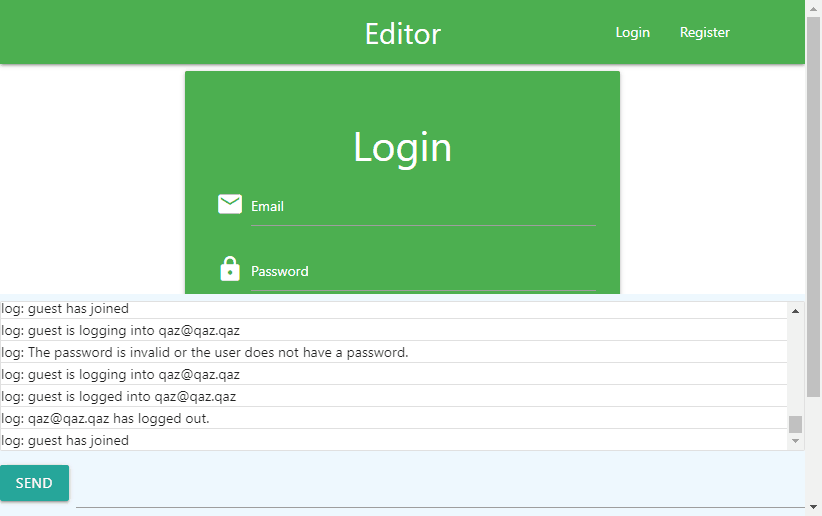 Editor
Login
Register
Login
Email
Password
log: guest has joined
log: guest is logging into qaz@qaz.qaz
log: The password is invalid or the user does not have a password.
log: guest is logging into qaz@qaz.qaz
log: guest is logged into qaz@qaz.qaz
log: qaz@qaz.qaz has logged out.
log: guest has joined
SEND